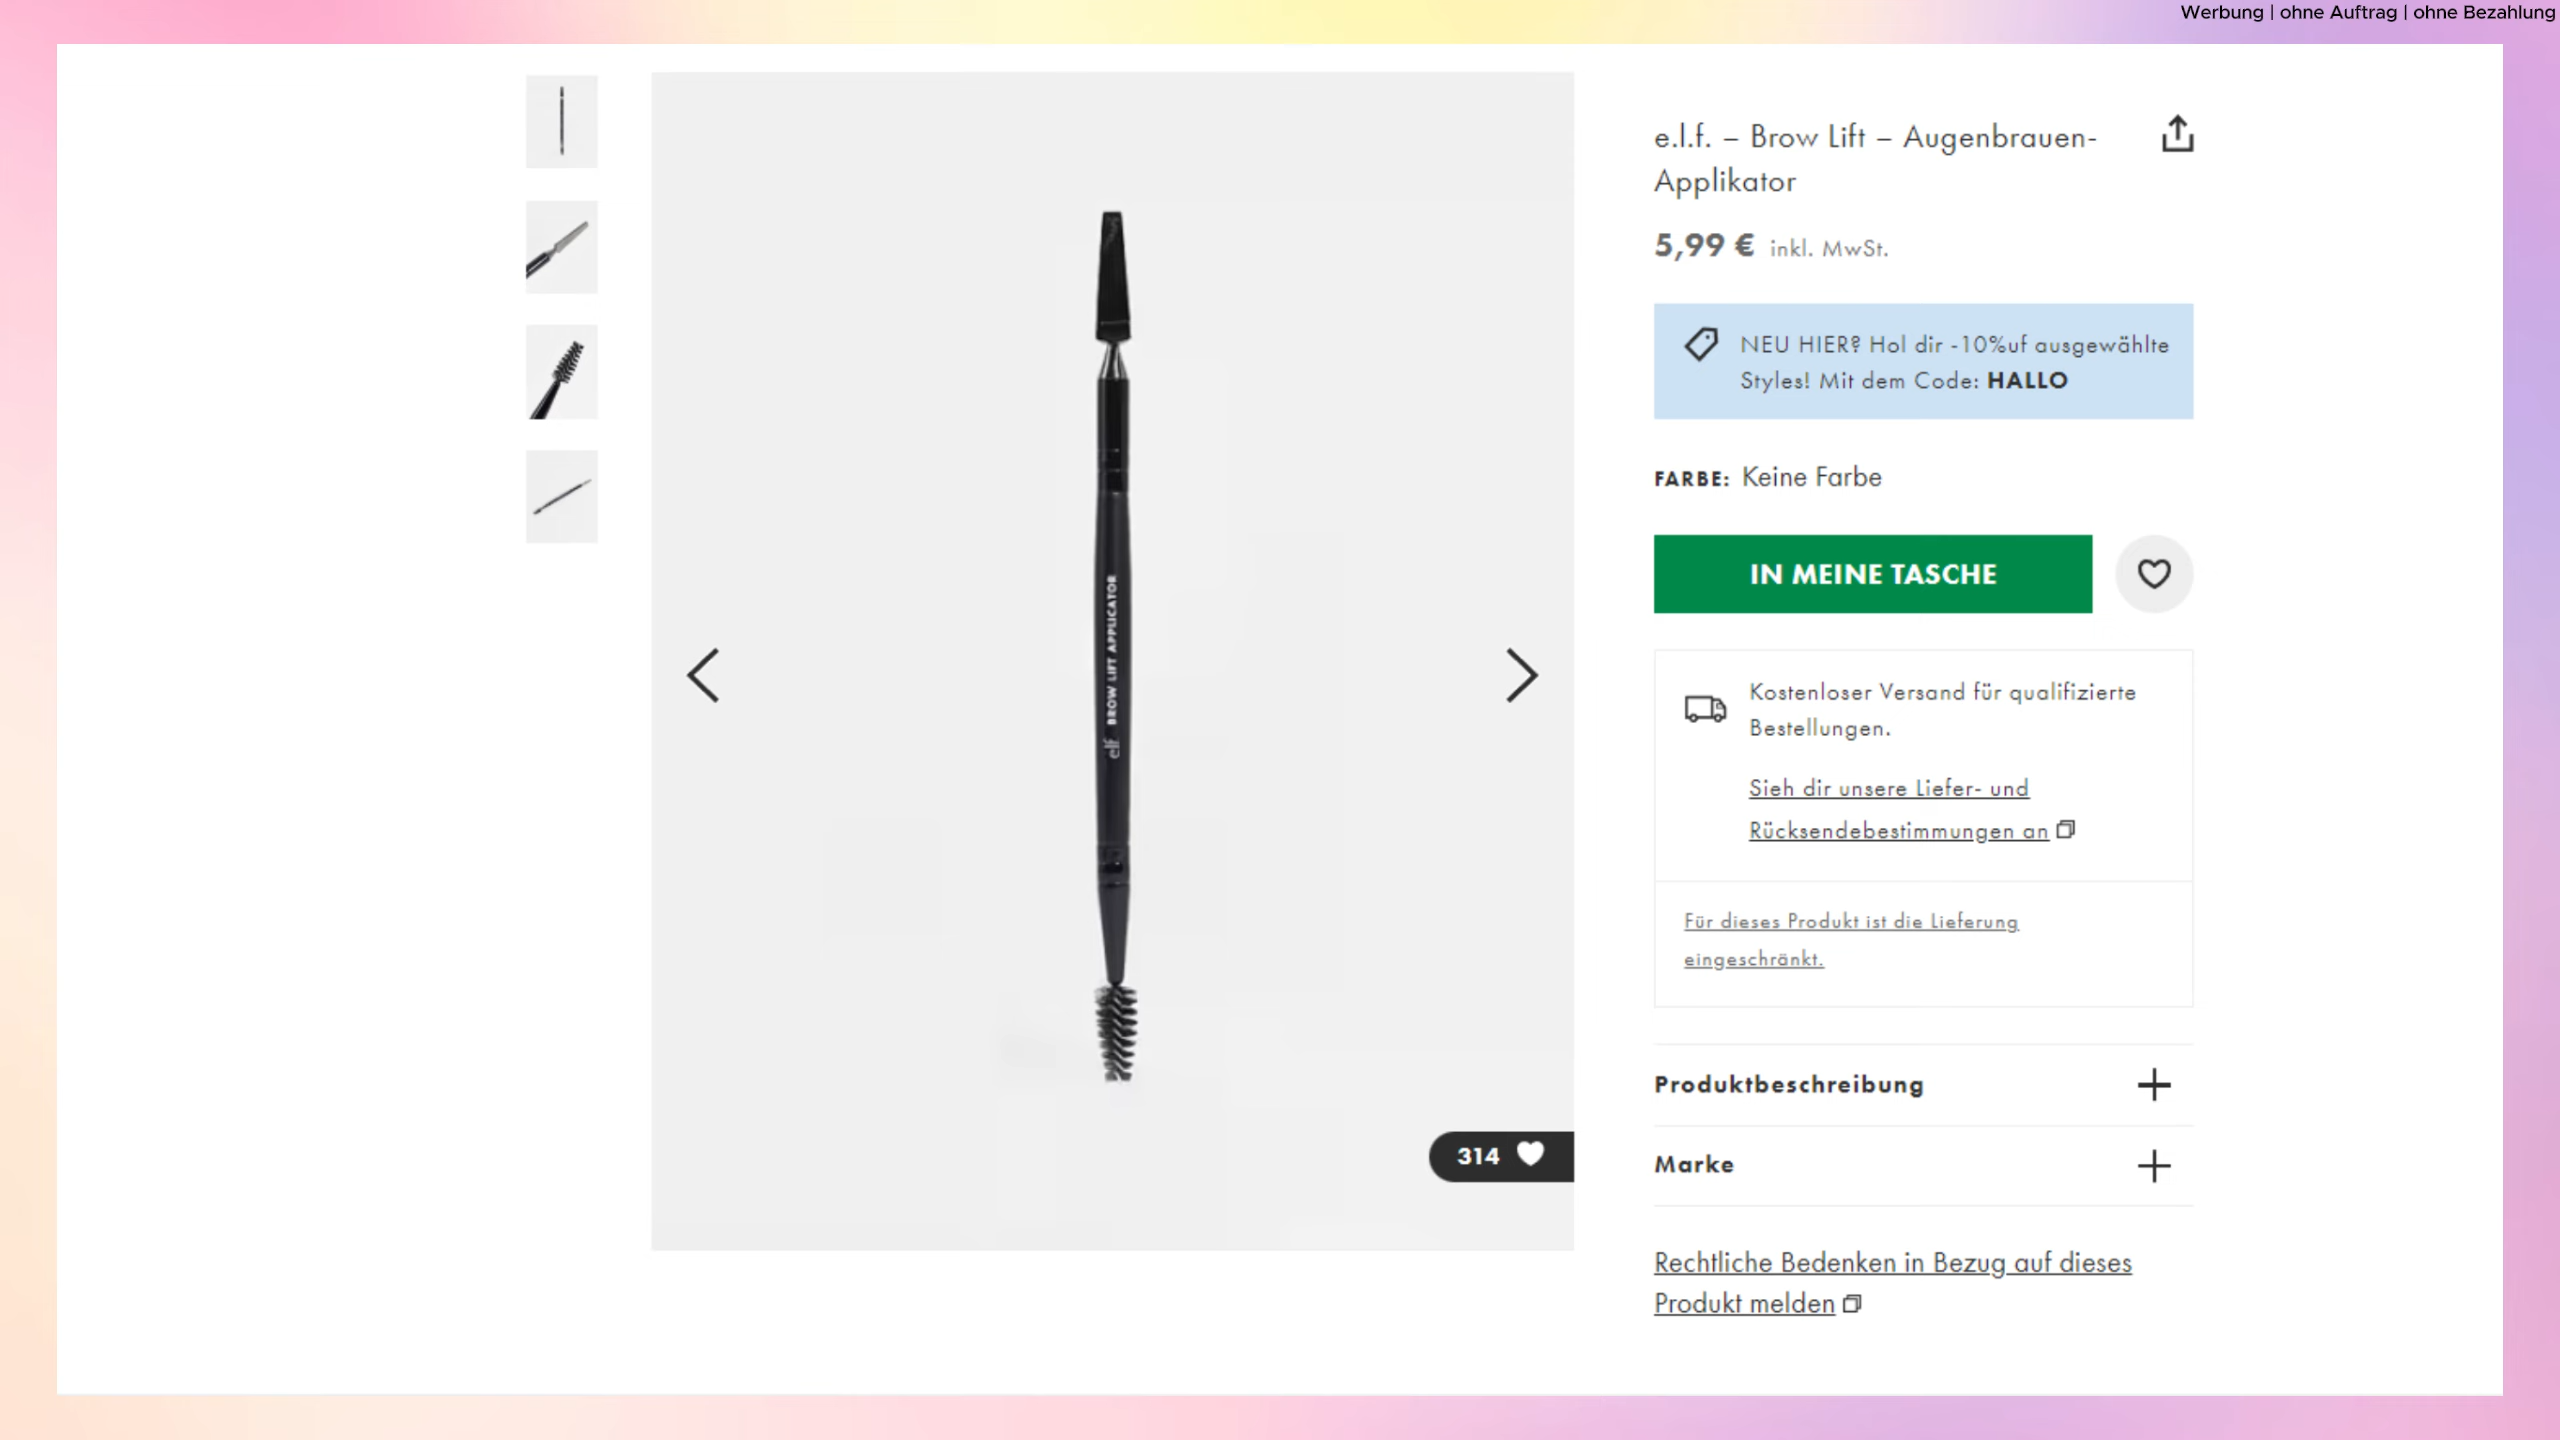 Werbung | ohne Auftrag | ohne Bezahlung
e.l.f. – Brow Lift – Augenbrauen-
Applikator
5,99 € inkl. MwSt.
NEU HIER? Hol dir -10%uf ausgewählte
Styles! Mit dem Code: HALLO
FARBE: Keine Farbe
IN MEINE TASCHE
Kostenloser Versand für qualifizierte
Bestellungen.
Sieh dir unsere Liefer- und
Rücksendebestimmungen an
Für dieses Produkt ist die Lieferung
eingeschränkt.
Produktbeschreibung
Marke
Rechtliche Bedenken in Bezug auf dieses
Produkt melden
elf. BROW LIFT APPLICATOR
314